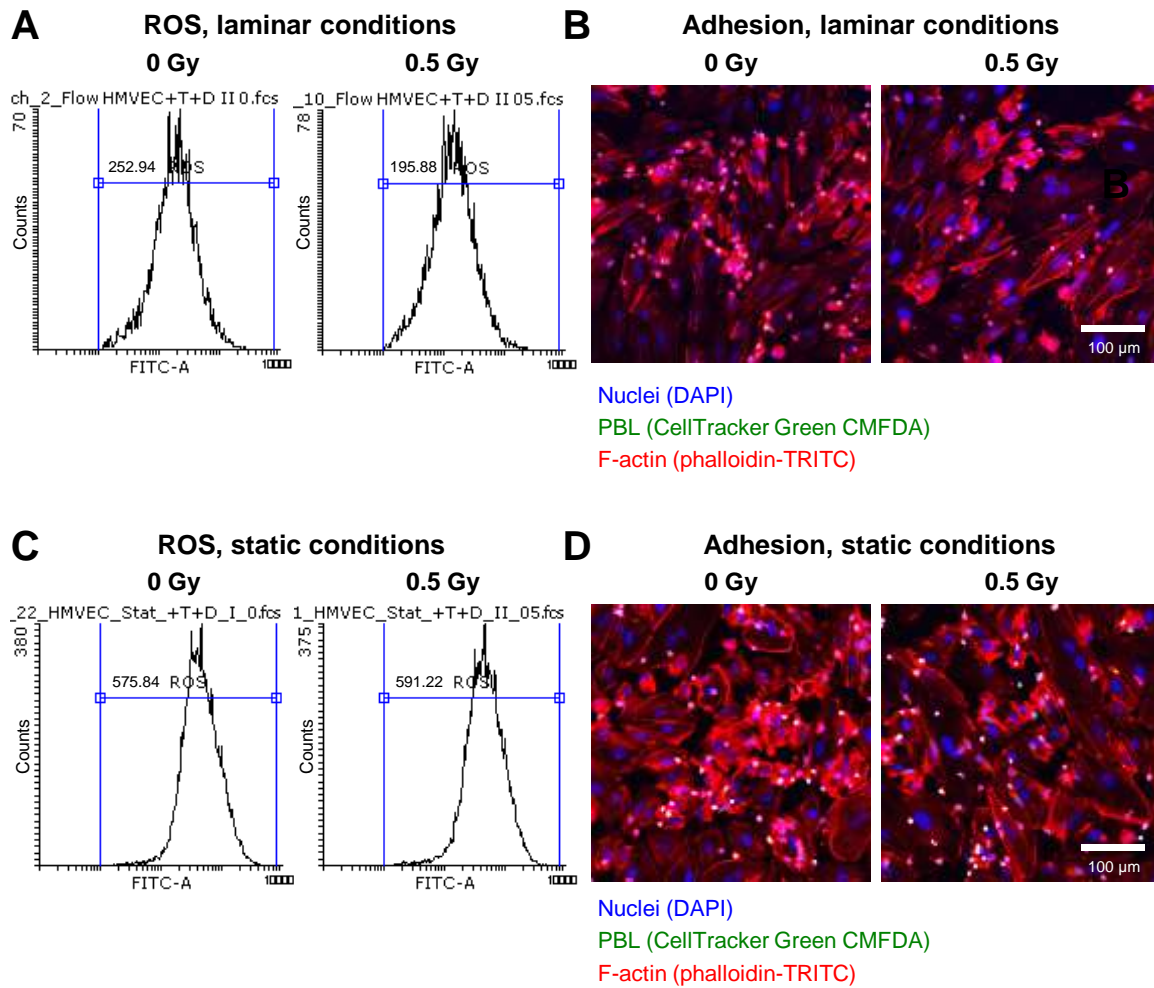 A
ROS, laminar conditions
0 Gy
0.5 Gy
ch_2_Flow HMVEC+T+D II 0.fcs
70
252.94 ROS
Counts
FITC-A
_10_Flow HMVEC+T+D II 05.fcs
78
195.88 ROS
Counts
FITC-A
B
Adhesion, laminar conditions
0 Gy
0.5 Gy
B
100 µm
Nuclei (DAPI)
PBL (CellTracker Green CMFDA)
F-actin (phalloidin-TRITC)
C
ROS, static conditions
0 Gy
0.5 Gy
_22_HMVEC_Stat_+T+D_I_0.fcs
380
575.84 ROS
Counts
FITC-A
1_HMVEC_Stat_+T+D_II_05.fcs
375
591.22 ROS
Counts
FITC-A
D
Adhesion, static conditions
0 Gy
0.5 Gy
100 µm
Nuclei (DAPI)
PBL (CellTracker Green CMFDA)
F-actin (phalloidin-TRITC)